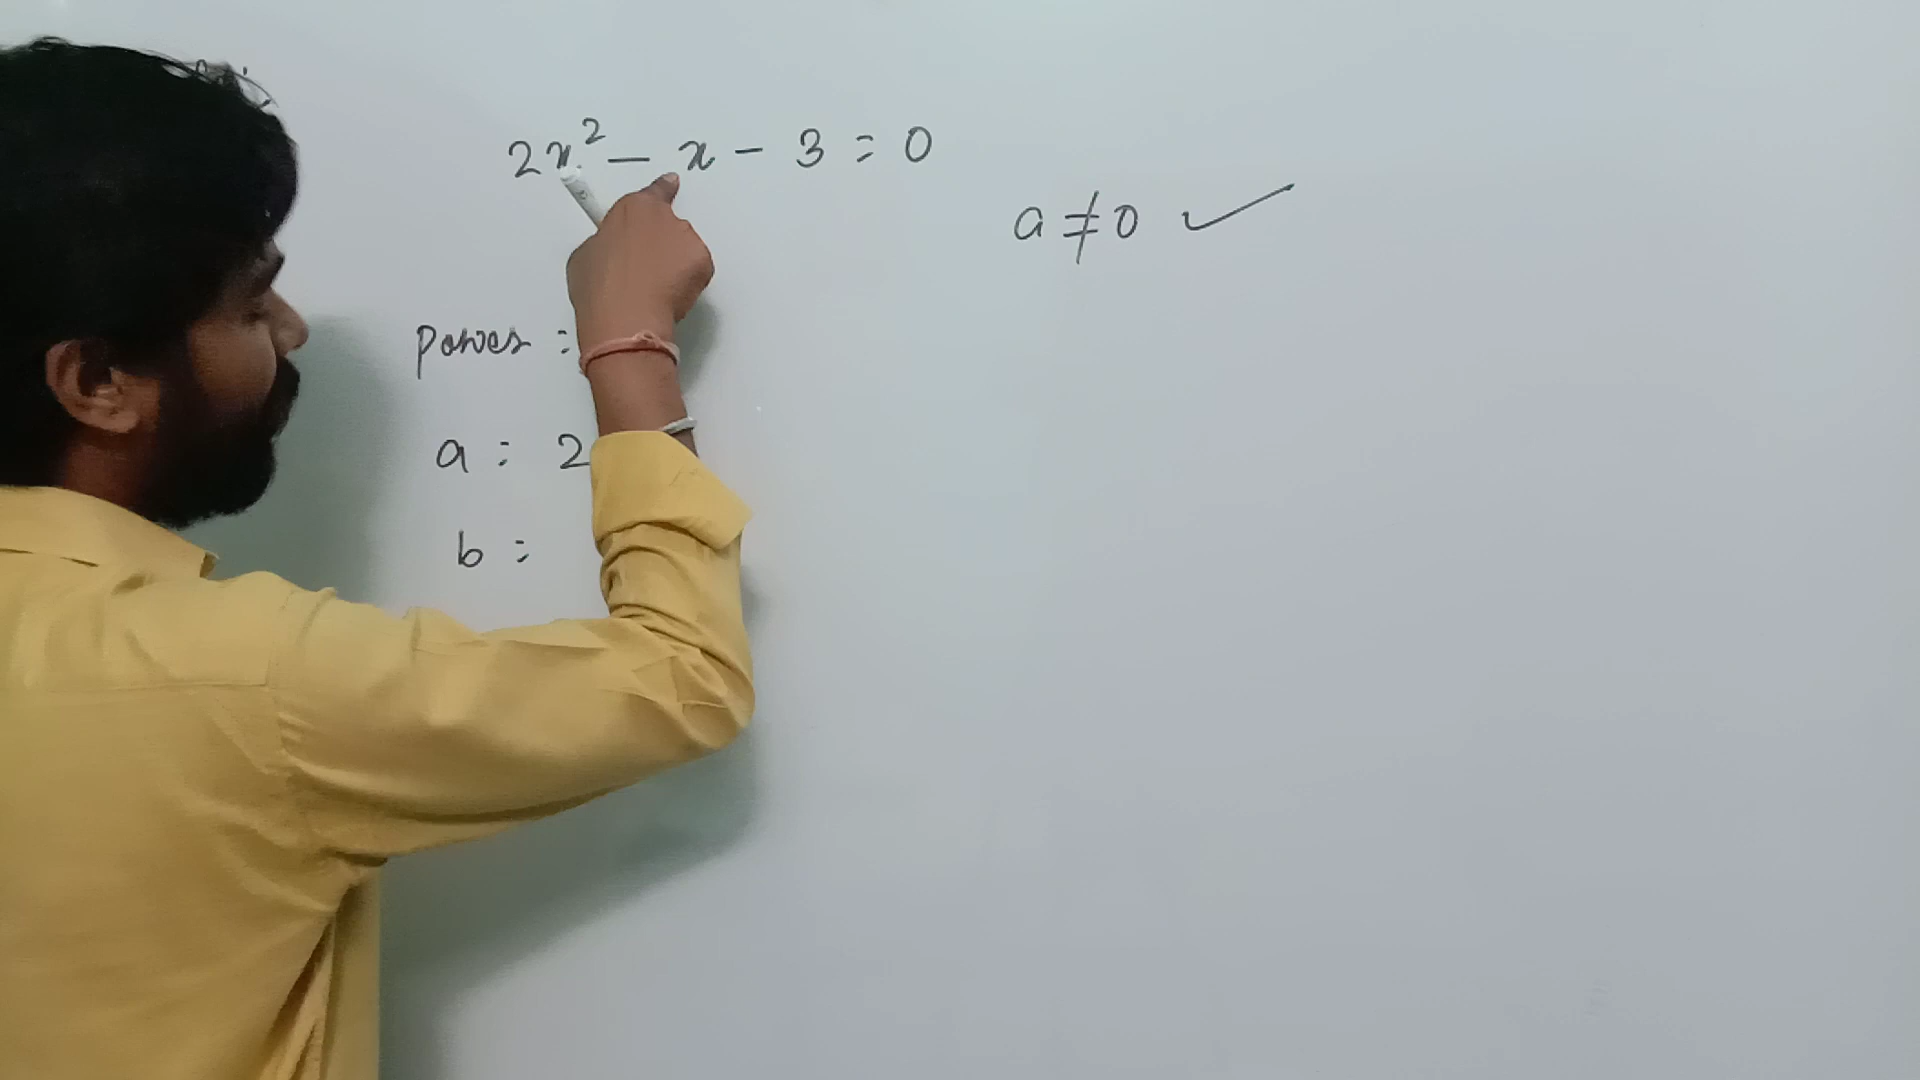 2x² - x - 3 = 0
a ≠ 0 ✓
Power :
a : 2
b :